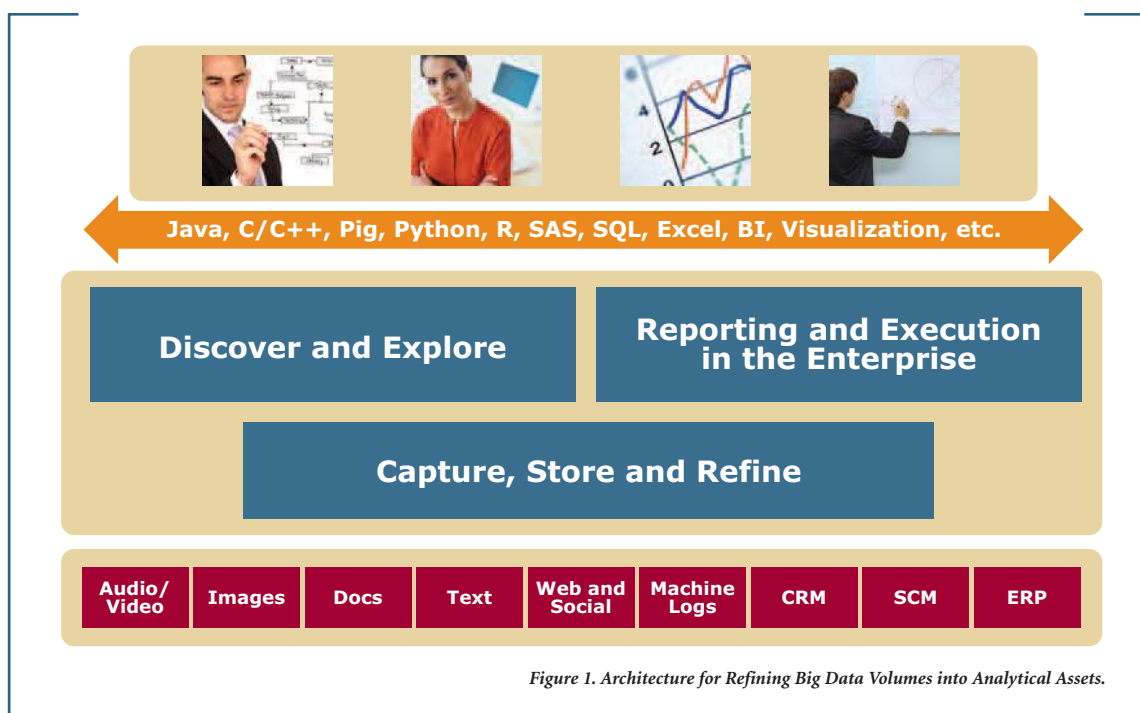 4
2
Java, C/C++, Pig, Python, R, SAS, SQL, Excel, BI, Visualization, etc.
Discover and Explore
Reporting and Execution
in the Enterprise
Capture, Store and Refine
Audio/
Video
Images
Docs
Text
Web and
Social
Machine
Logs
CRM
SCM
ERP
Figure 1. Architecture for Refining Big Data Volumes into Analytical Assets.